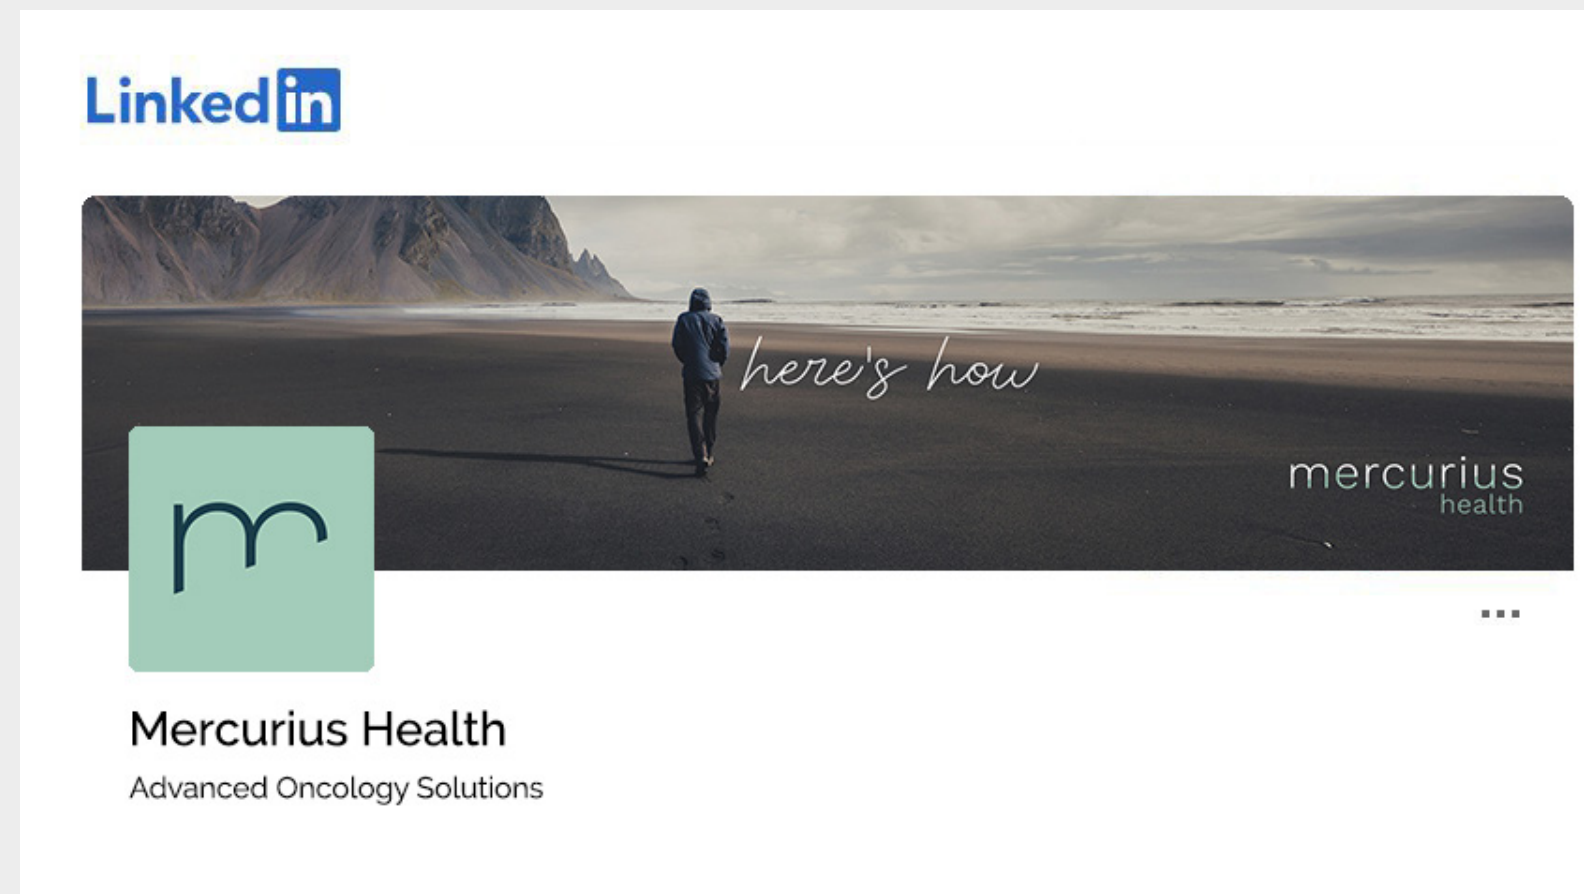 Linkedin
here's how
mercurius
health
m
Mercurius Health
Advanced Oncology Solutions